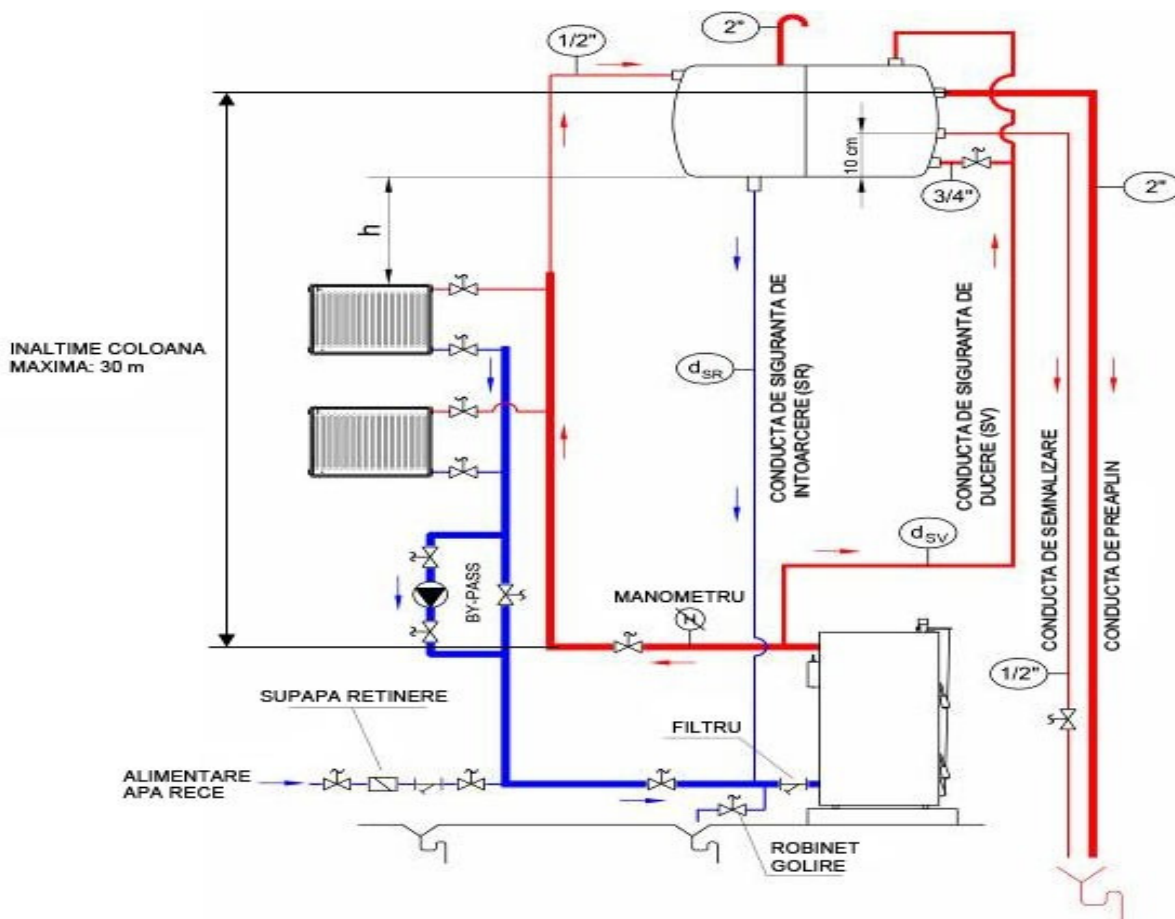 2"
1/2"
10 cm
3/4"
2"
h
INALTIME COLOANA
MAXIMA: 30 m
dSR
CONDUCTA DE SIGURANTA DE
INTOARCERE (SR)
CONDUCTA DE SIGURANTA DE
DUCERE (SV)
CONDUCTA DE SEMNALIZARE
CONDUCTA DE PREAPLIN
dSV
BY-PASS
MANOMETRU
1/2"
SUPAPA RETINERE
FILTRU
ALIMENTARE
APA RECE
ROBINET
GOLIRE